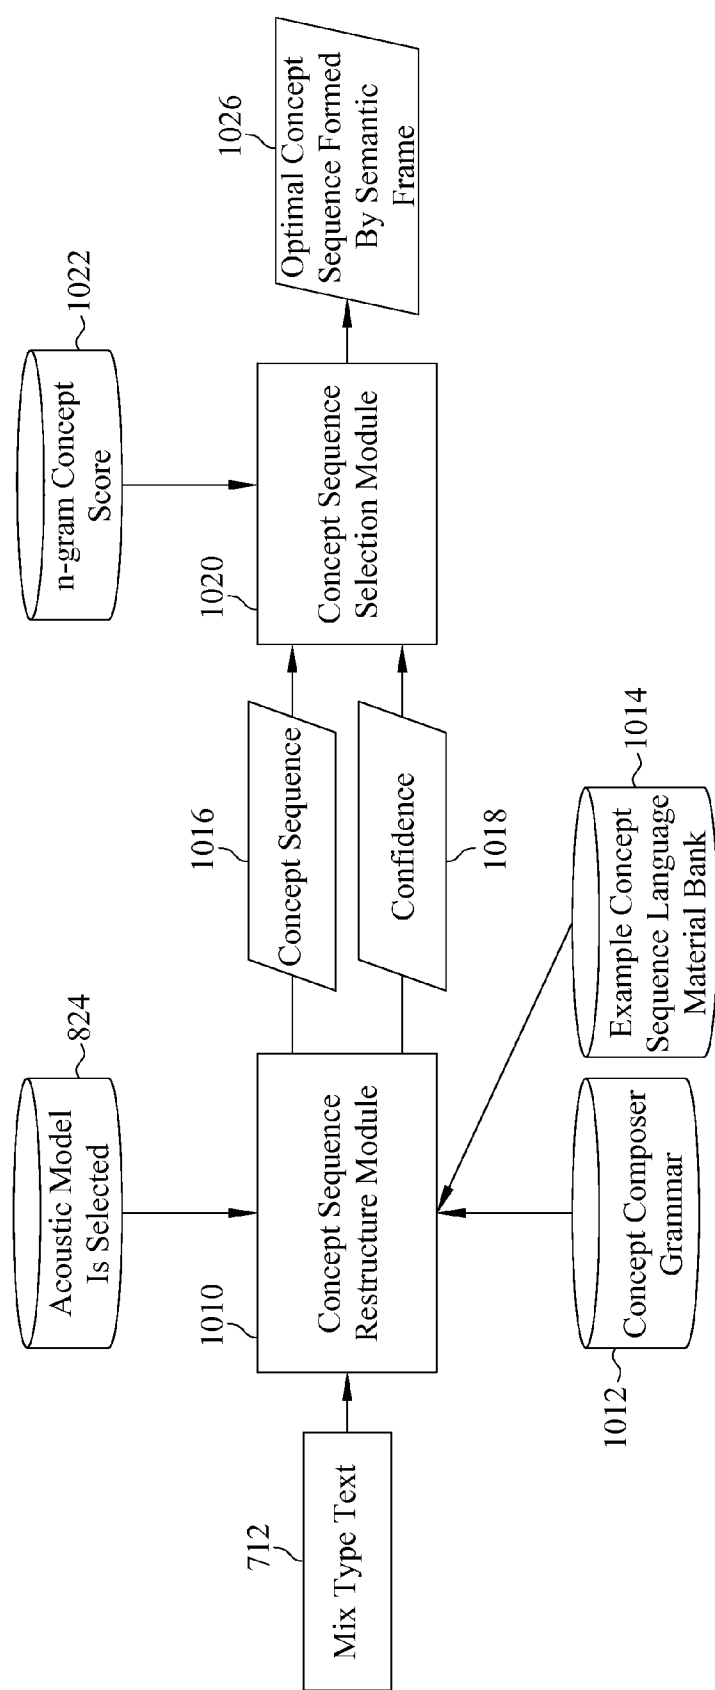 712
Mix Type Text
824
Acoustic Model
Is Selected
1010
Concept Sequence
Restructure Module
1012
Concept Composer
Grammar
1014
Example Concept
Sequence Language
Material Bank
1016
Concept Sequence
Confidence
1018
1022
n-gram Concept
Score
1020
Concept Sequence
Selection Module
1026
Optimal Concept
Sequence Formed
By Semantic
Frame